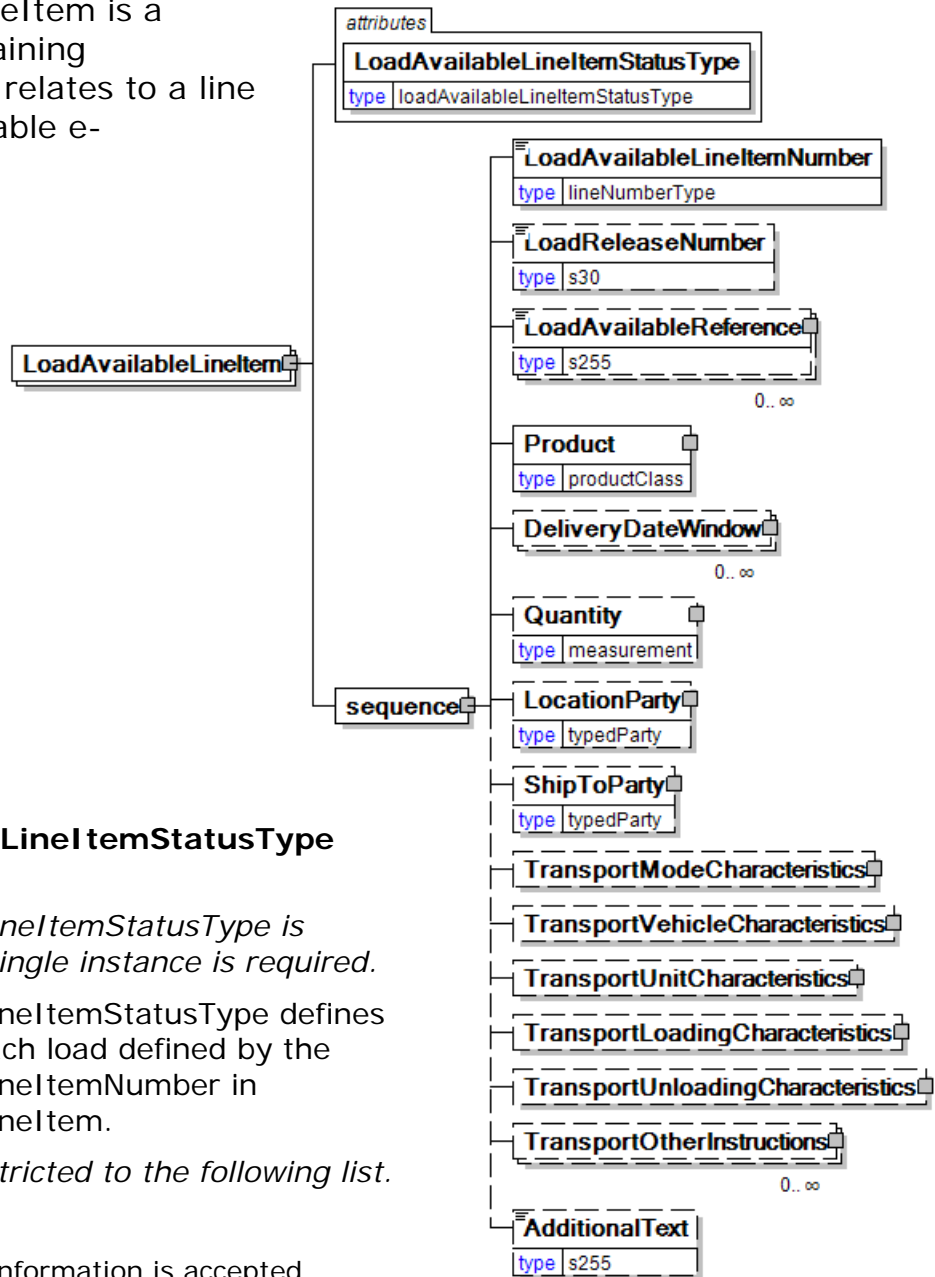 eItem is a
aining
relates to a line
able e-
attributes
LoadAvailableLineItemStatusType
type loadAvailableLineItemStatusType
LoadAvailableLineItemNumber
type lineNumberType
LoadReleaseNumber
type s30
LoadAvailableReference
type s255
0.. ∞
LoadAvailableLineItem
Product
type productClass
DeliveryDateWindow
0.. ∞
Quantity
type measurement
sequence
LocationParty
type typedParty
ShipToParty
type typedParty
TransportModeCharacteristics
TransportVehicleCharacteristics
TransportUnitCharacteristics
TransportLoadingCharacteristics
TransportUnloadingCharacteristics
TransportOtherInstructions
0.. ∞
AdditionalText
type s255
LineItemStatusType
neItemStatusType is
ingle instance is required.
neItemStatusType defines
ch load defined by the
neItemNumber in
neItem.
tricted to the following list.
nformation is accepted